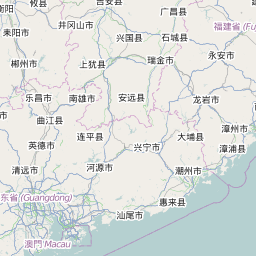 吉安市
广昌县
福建省 (Fu
井冈山市
兴国县
石城县
耒阳市
永安市
郴州市
上犹县
瑞金市
乐昌市
南雄市
安远县
龙岩市
曲江县
漳州市
连平县
大埔县
英德市
兴宁市
漳浦县
清远市
河源市
潮州市
东省 (Guangdong)
惠来县
汕尾市
澳門 Macau